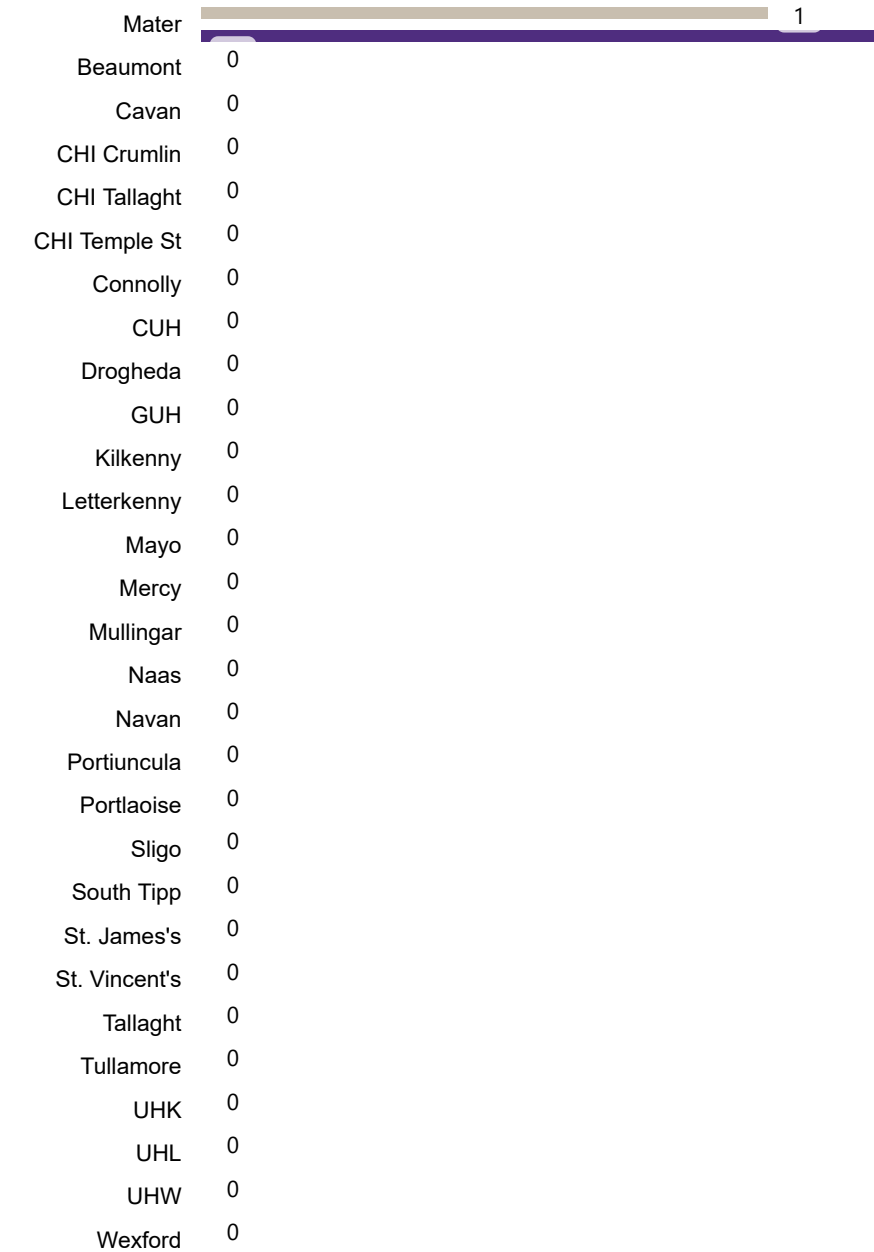 Mater 1
Beaumont 0
Cavan 0
CHI Crumlin 0
CHI Tallaght 0
CHI Temple St 0
Connolly 0
CUH 0
Drogheda 0
GUH 0
Kilkenny 0
Letterkenny 0
Mayo 0
Mercy 0
Mullingar 0
Naas 0
Navan 0
Portiuncula 0
Portlaoise 0
Sligo 0
South Tipp 0
St. James's 0
St. Vincent's 0
Tallaght 0
Tullamore 0
UHK 0
UHL 0
UHW 0
Wexford 0